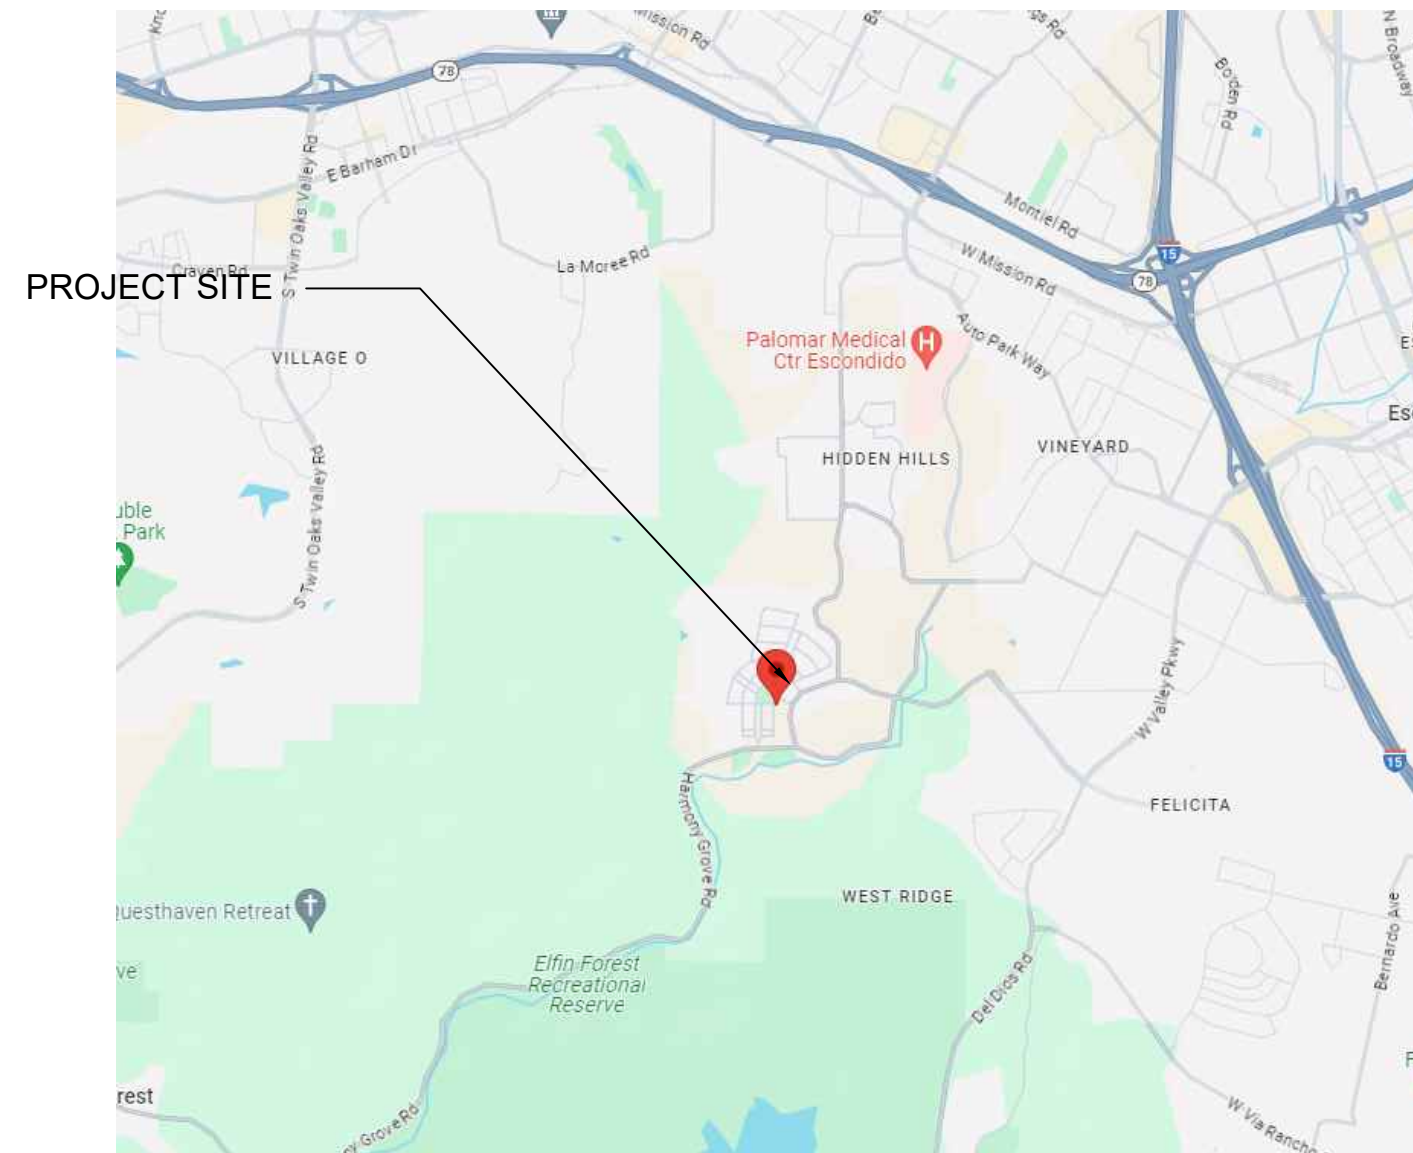 Mission Rd
Bolden Rd
N Broadway
78
S Twin Oaks Valley Rd
E Barham Dr
Montiel Rd
La Moree Rd
Craven Rd
PROJECT SITE
W Mission Rd
15
78
Auto Park Way
Palomar Medical
Ctr Escondido
VILLAGE O
VINEYARD
HIDDEN HILLS
S Twin Oaks Valley Rd
Park
W Valley Pkwy
15
Harmony Grove Rd
FELICITA
WEST RIDGE
Questhaven Retreat
Bernardo Ave
Elfin Forest
Recreational
Reserve
Del Dios Rd
rest
Grove Rd
W Via Rancho